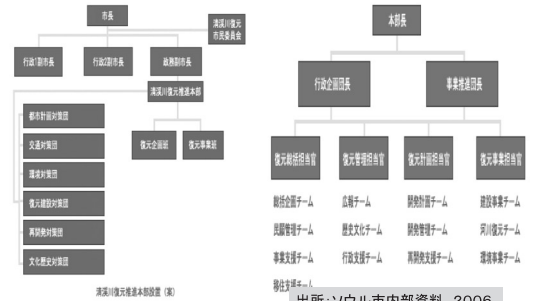 市長
清渓川復元
市民委員会
行政1副市長
行政2副市長
政務副市長
清渓川復元推進本部
復元企画班
復元事業班
都市計画対策団
交通対策団
環境対策団
復元建設対策団
再開発対策団
文化歴史対策団
清渓川復元推進本部設置（案）
本部長
行政企画団長
事業推進団長
復元総括担当官
復元管理担当官
復元計画担当官
復元事業担当官
総括企画チーム
広報チーム
開発計画チーム
建設事業チーム
民願管理チーム
歴史文化チーム
開発管理チーム
河川復元チーム
事業支援チーム
行政支援チーム
再開発支援チーム
環境事業チーム
移住支援チーム
出所：ソウル市内部資料, 2006